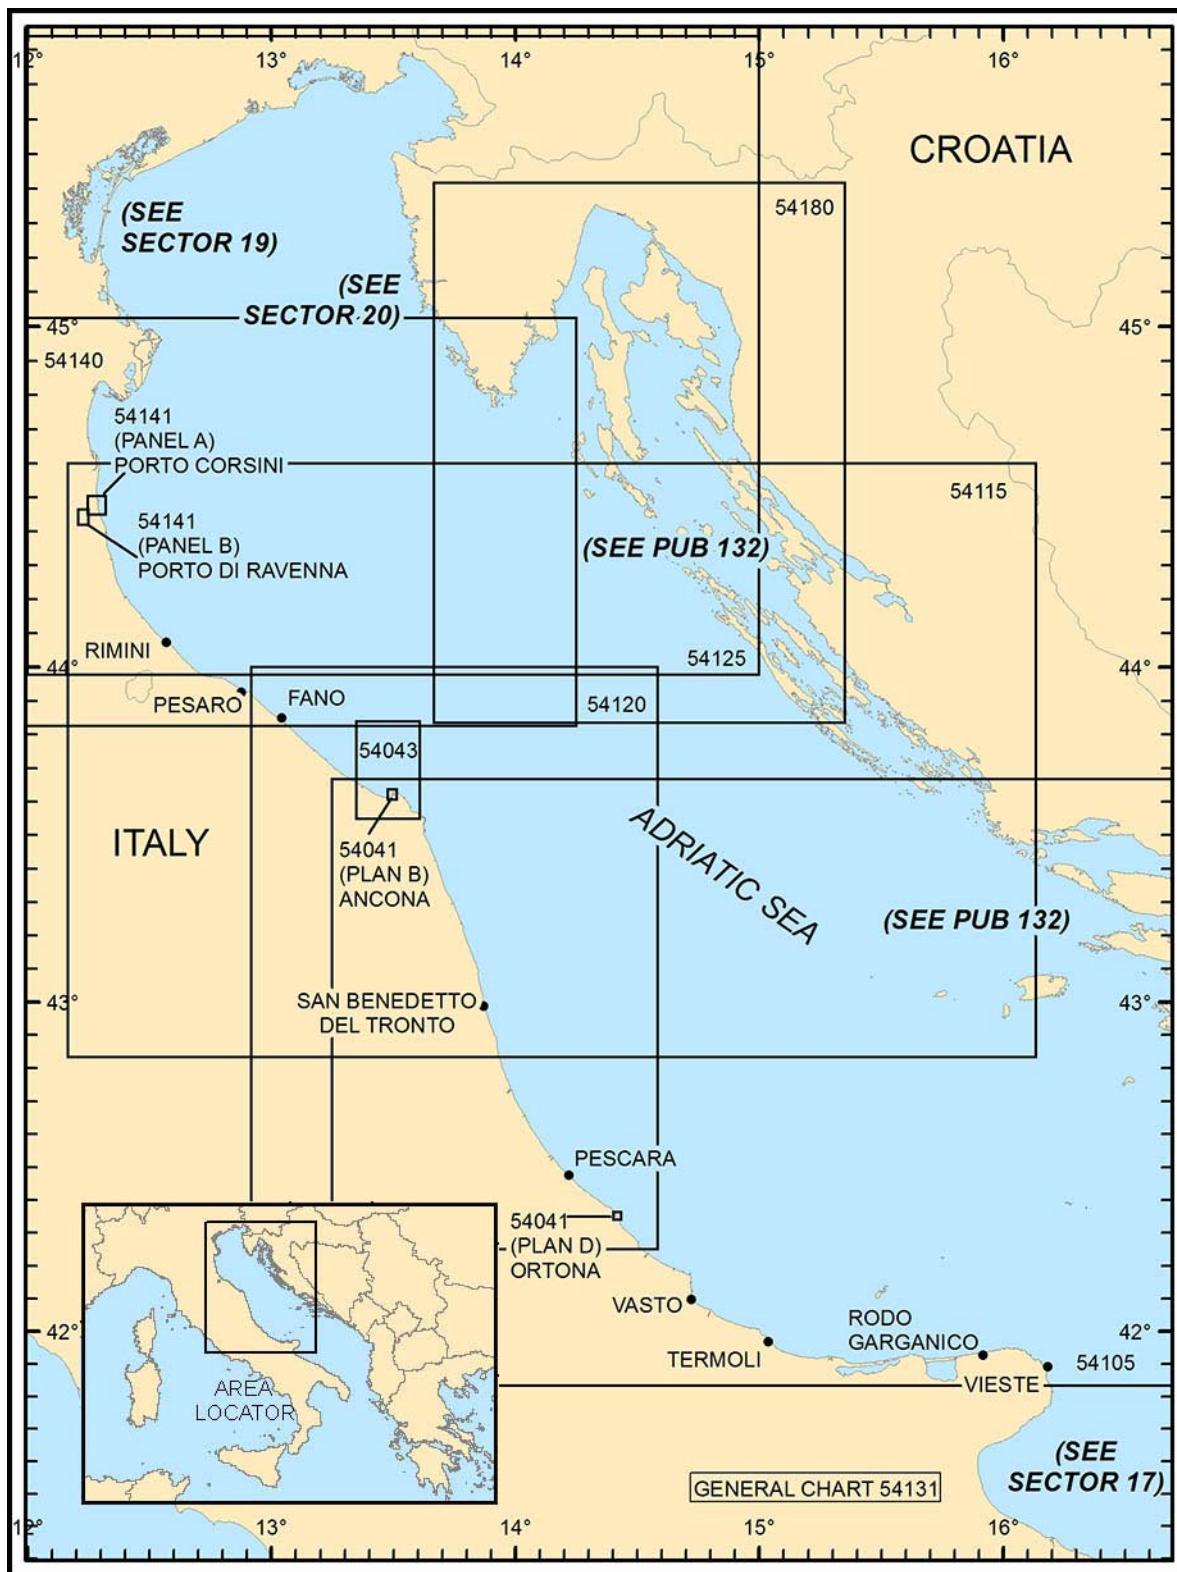 12°
13°
14°
15°
16°
CROATIA
(SEE
SECTOR 19)
54180
(SEE
SECTOR 20)
45°
45°
54140
54141
(PANEL A)
PORTO CORSINI
54115
54141
(PANEL B)
PORTO DI RAVENNA
(SEE PUB 132)
RIMINI
54125
44°
44°
PESARO
FANO
54120
54043
ITALY
ADRIATIC SEA
54041
(PLAN B)
ANCONA
(SEE PUB 132)
43°
43°
SAN BENEDETTO
DEL TRONTO
PESCARA
54041
(PLAN D)
ORTONA
VASTO
RODO
GARGANICO
42°
42°
TERMOLI
54105
VIESTE
AREA
LOCATOR
(SEE
SECTOR 17)
GENERAL CHART 54131
12°
13°
14°
15°
16°